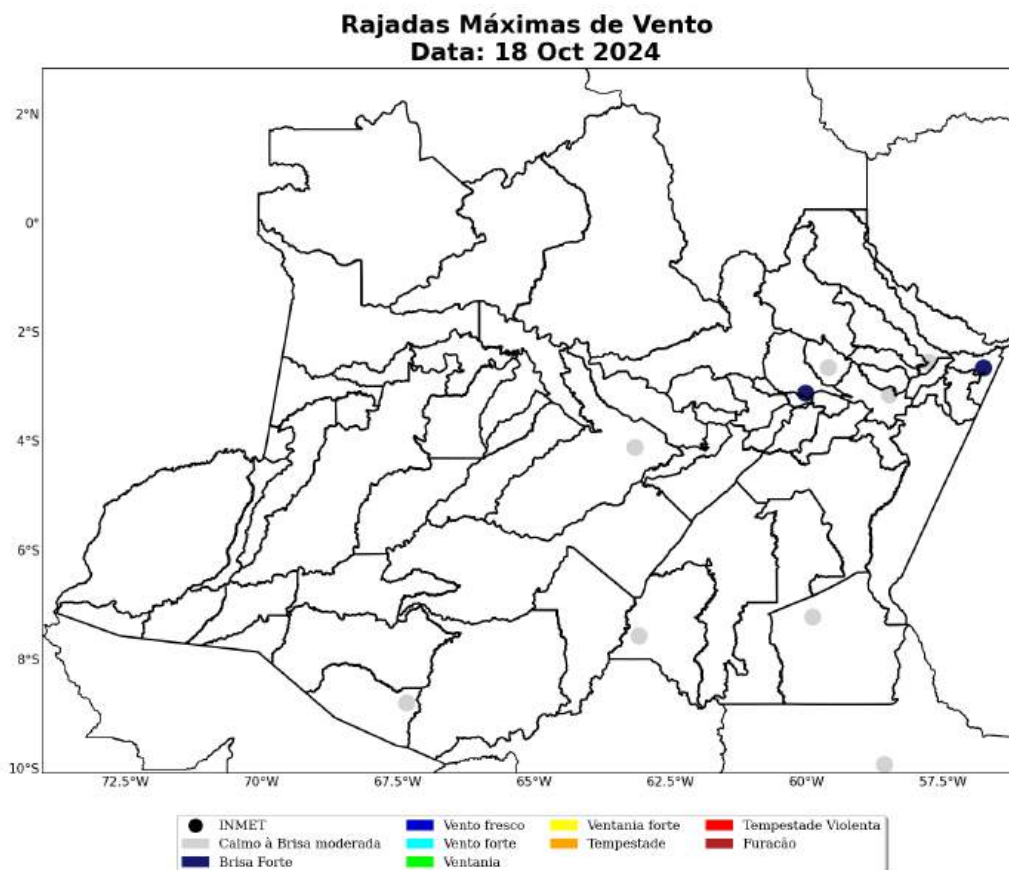 Rajadas Máximas de Vento
Data: 18 Oct 2024
2°N
0°
2°S
4°S
6°S
8°S
10°S
72.5°W 70°W 67.5°W 65°W 62.5°W 60°W 57.5°W
INMET
Calmo à Brisa moderada
Brisa Forte
Vento fresco
Vento forte
Ventania
Ventania forte
Tempestade
Tempestade Violenta
Furacão